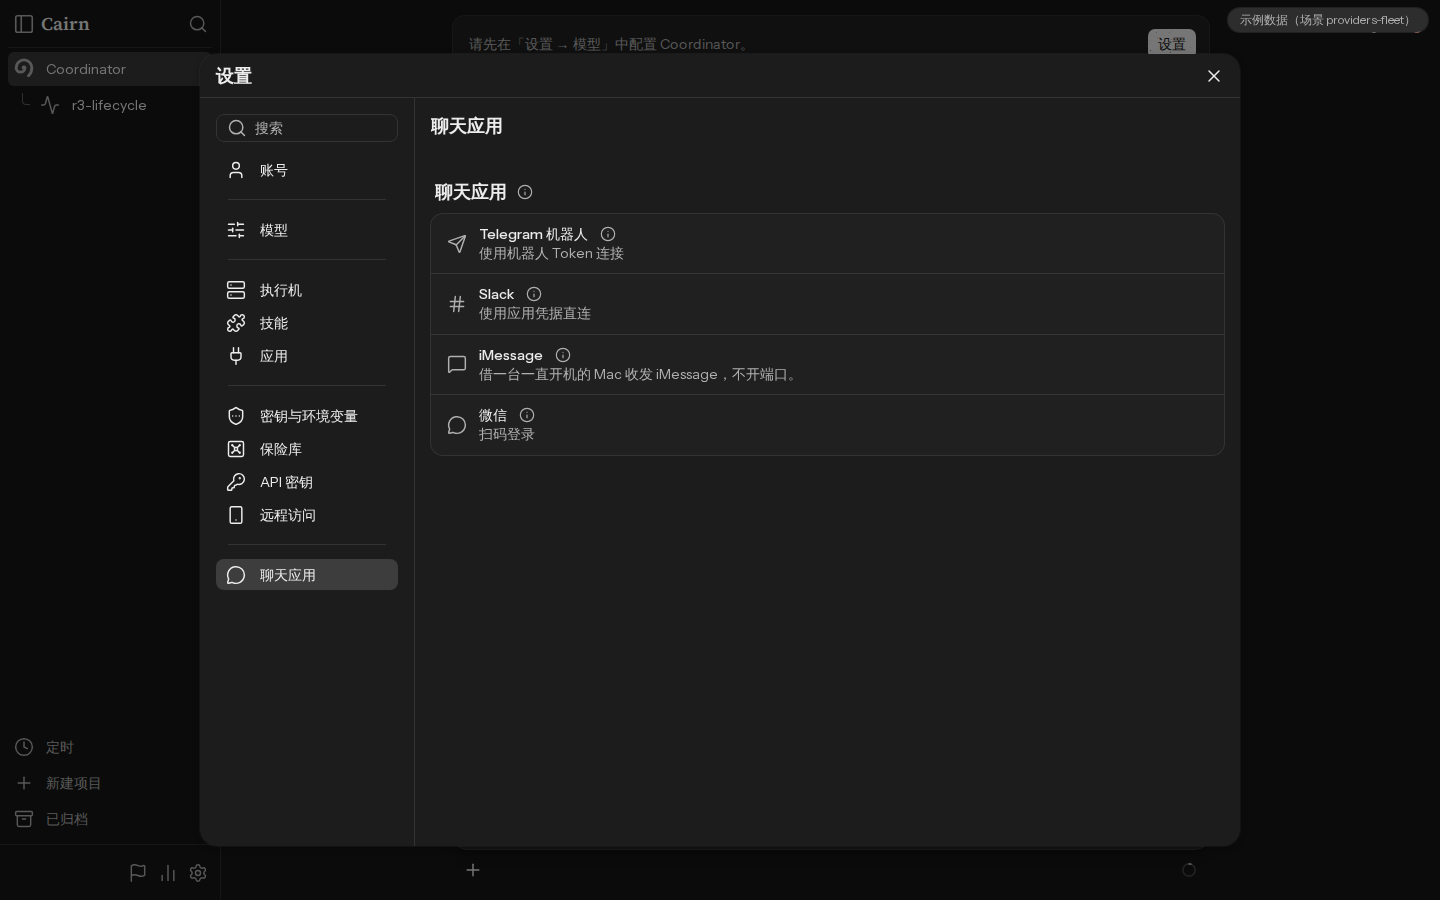 Cairn
Coordinator
r3-lifecycle
定时
新建项目
已归档
请先在「设置 → 模型」中配置 Coordinator。
设置
示例数据（场景 providers-fleet）
设置
搜索
账号
模型
执行机
技能
应用
密钥与环境变量
保险库
API 密钥
远程访问
聊天应用
聊天应用
聊天应用
Telegram 机器人
使用机器人 Token 连接
Slack
使用应用凭据直连
iMessage
借一台一直开机的 Mac 收发 iMessage，不开端口。
微信
扫码登录